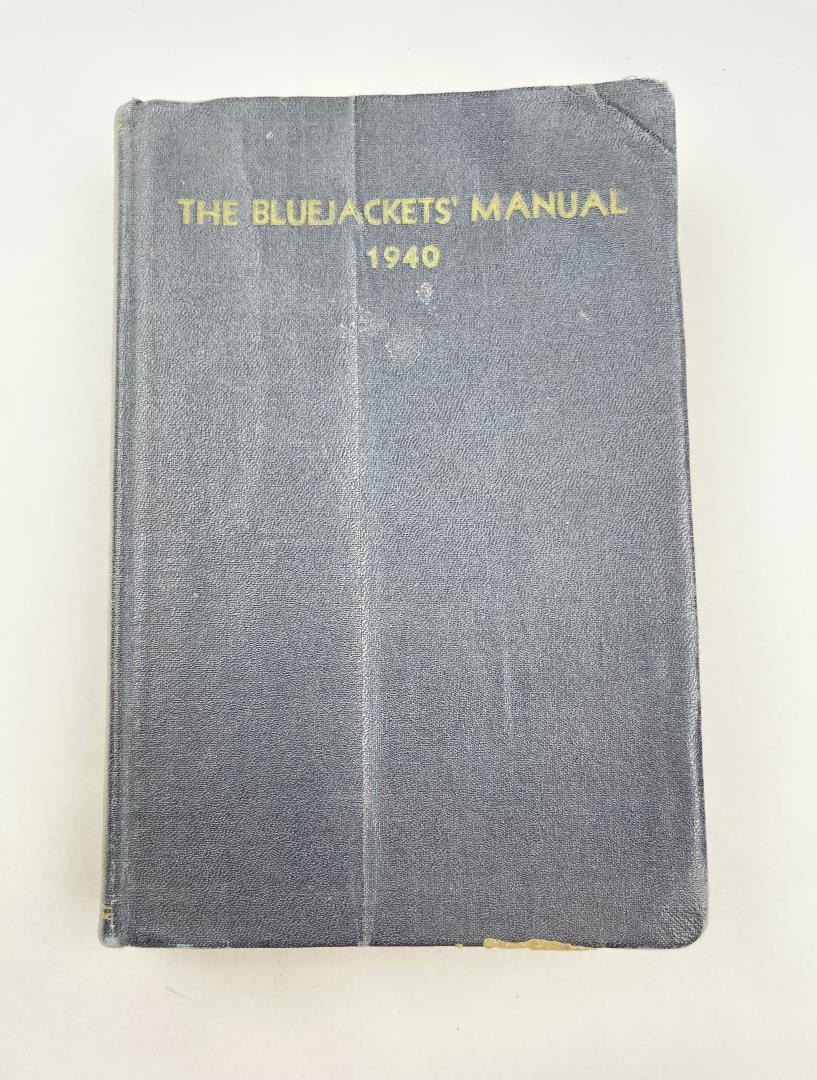 THE BLUEJACKETS' MANUAL
1940